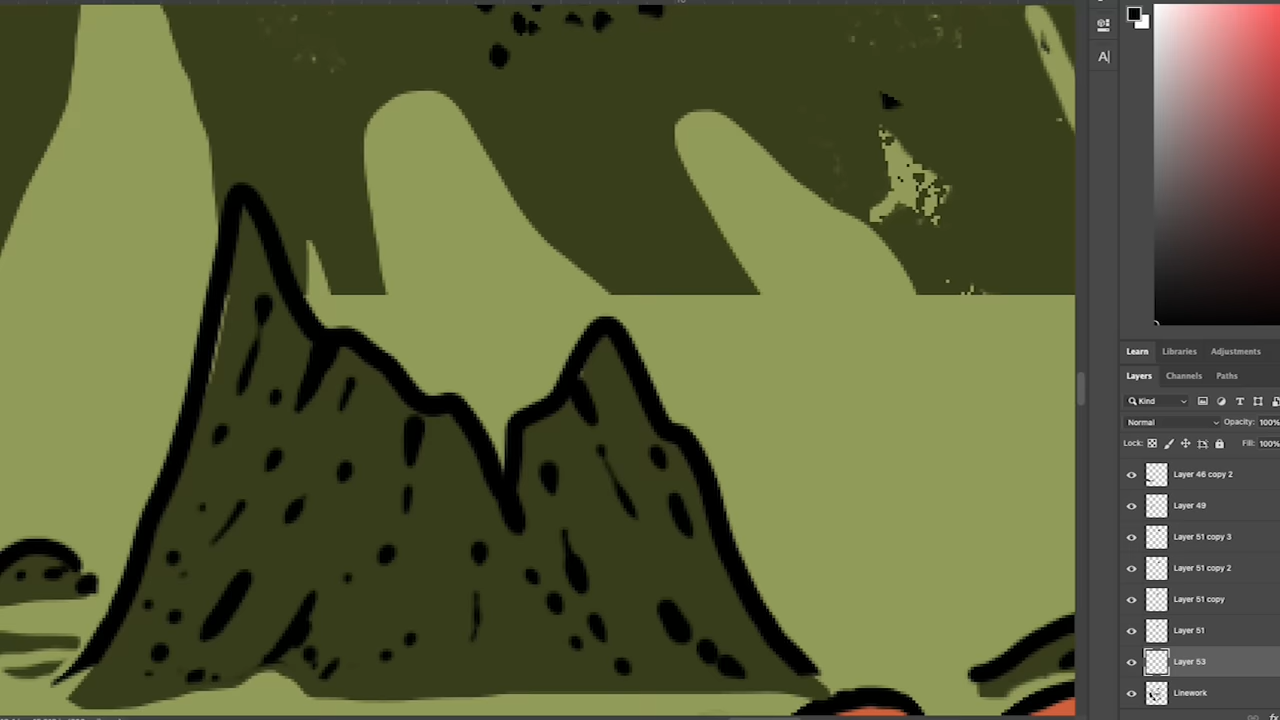 A|
Learn Libraries Adjustments
Layers Channels Paths
Kind
Normal Opacity: 100%
Lock: Fill: 100%
Layer 46 copy 2
Layer 49
Layer 51 copy 3
Layer 51 copy 2
Layer 51 copy
Layer 51
Layer 53
Linework